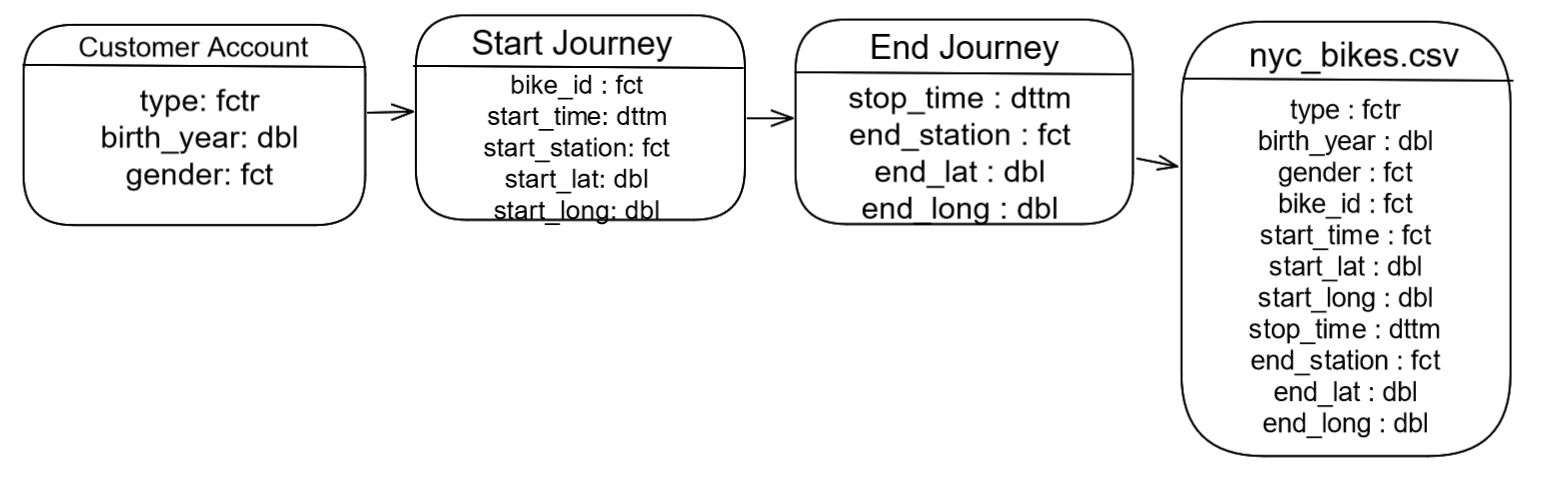 Customer Account
type: fctr
birth_year: dbl
gender: fct
Start Journey
bike_id : fct
start_time: dttm
start_station: fct
start_lat: dbl
start_long: dbl
End Journey
stop_time : dttm
end_station : fct
end_lat : dbl
end_long : dbl
nyc_bikes.csv
type : fctr
birth_year : dbl
gender : fct
bike_id : fct
start_time : fct
start_lat : dbl
start_long : dbl
stop_time : dttm
end_station : fct
end_lat : dbl
end_long : dbl